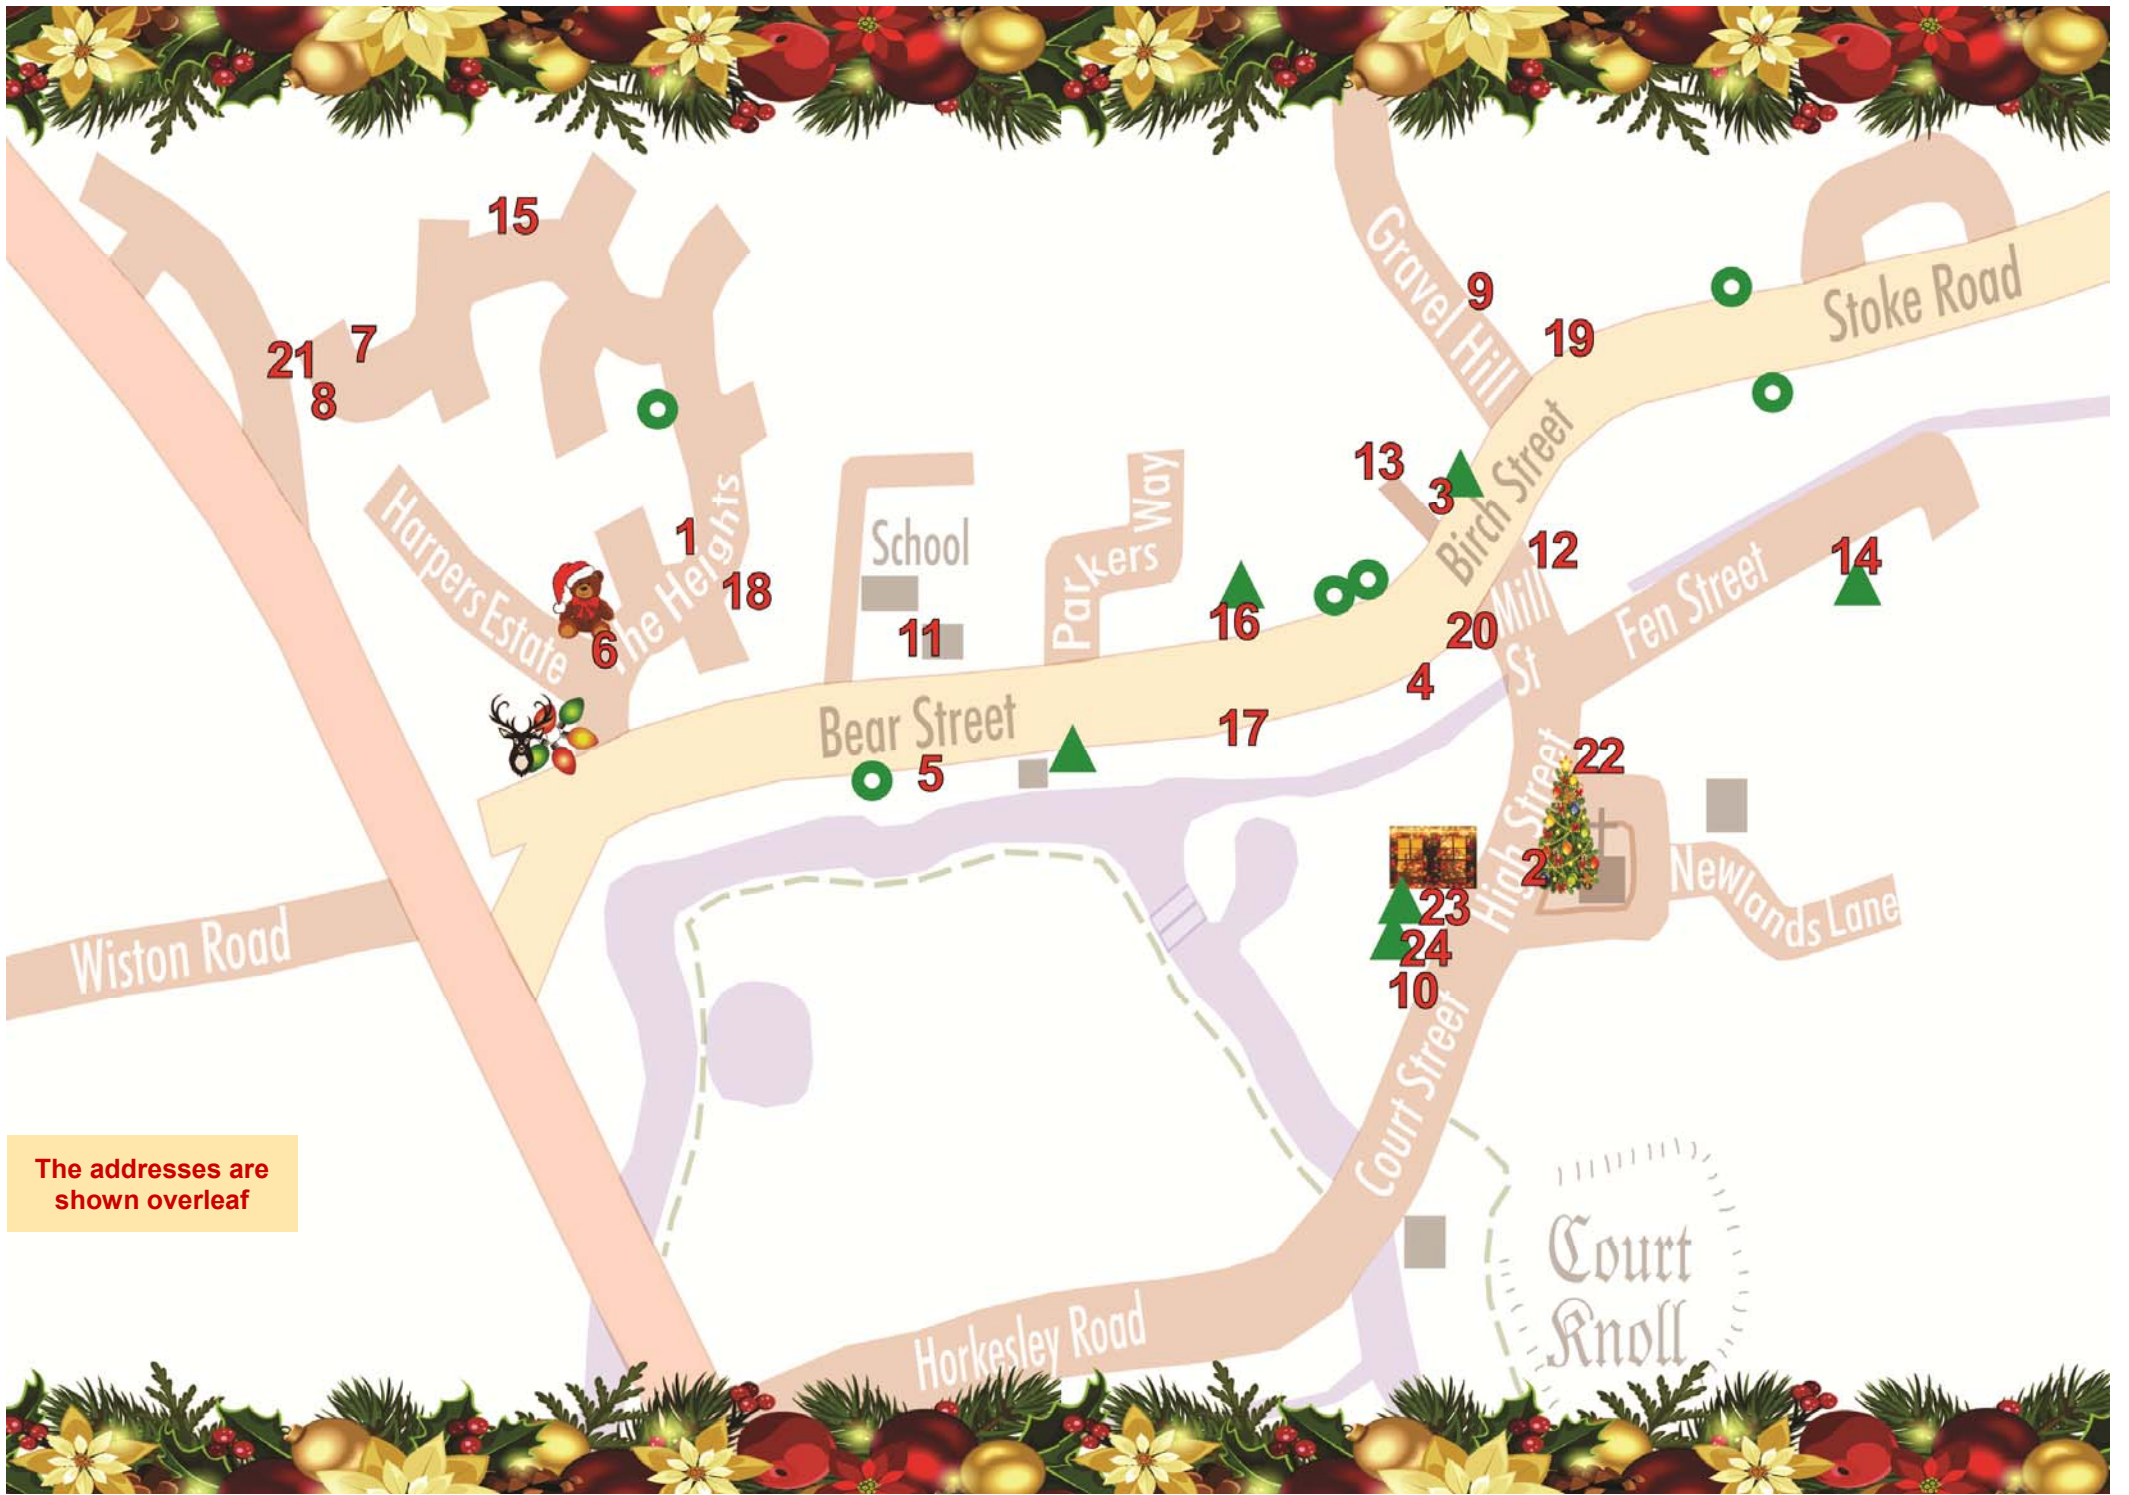 15
9
Gravel Hill
19
Stoke Road
7
21
8
13
3
Birch Street
Parkers Way
Harpers Estate
1
The Heights
18
School
12
Mill St
14
Fen Street
6
11
16
20
4
17
Bear Street
5
22
High Street
2
Newlands Lane
23
24
10
Wiston Road
Court Street
The addresses are
shown overleaf
Court
Knoll
Horkesley Road